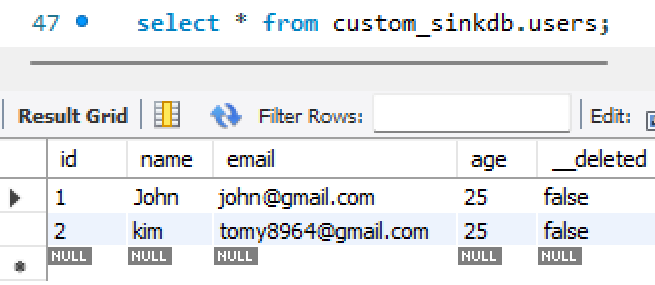 47 select * from custom_sinkdb.users;
Result Grid Filter Rows: Edit:
id name email age __deleted
1 John john@gmail.com 25 false
2 kim tomy8964@gmail.com 25 false
NULL NULL NULL NULL NULL